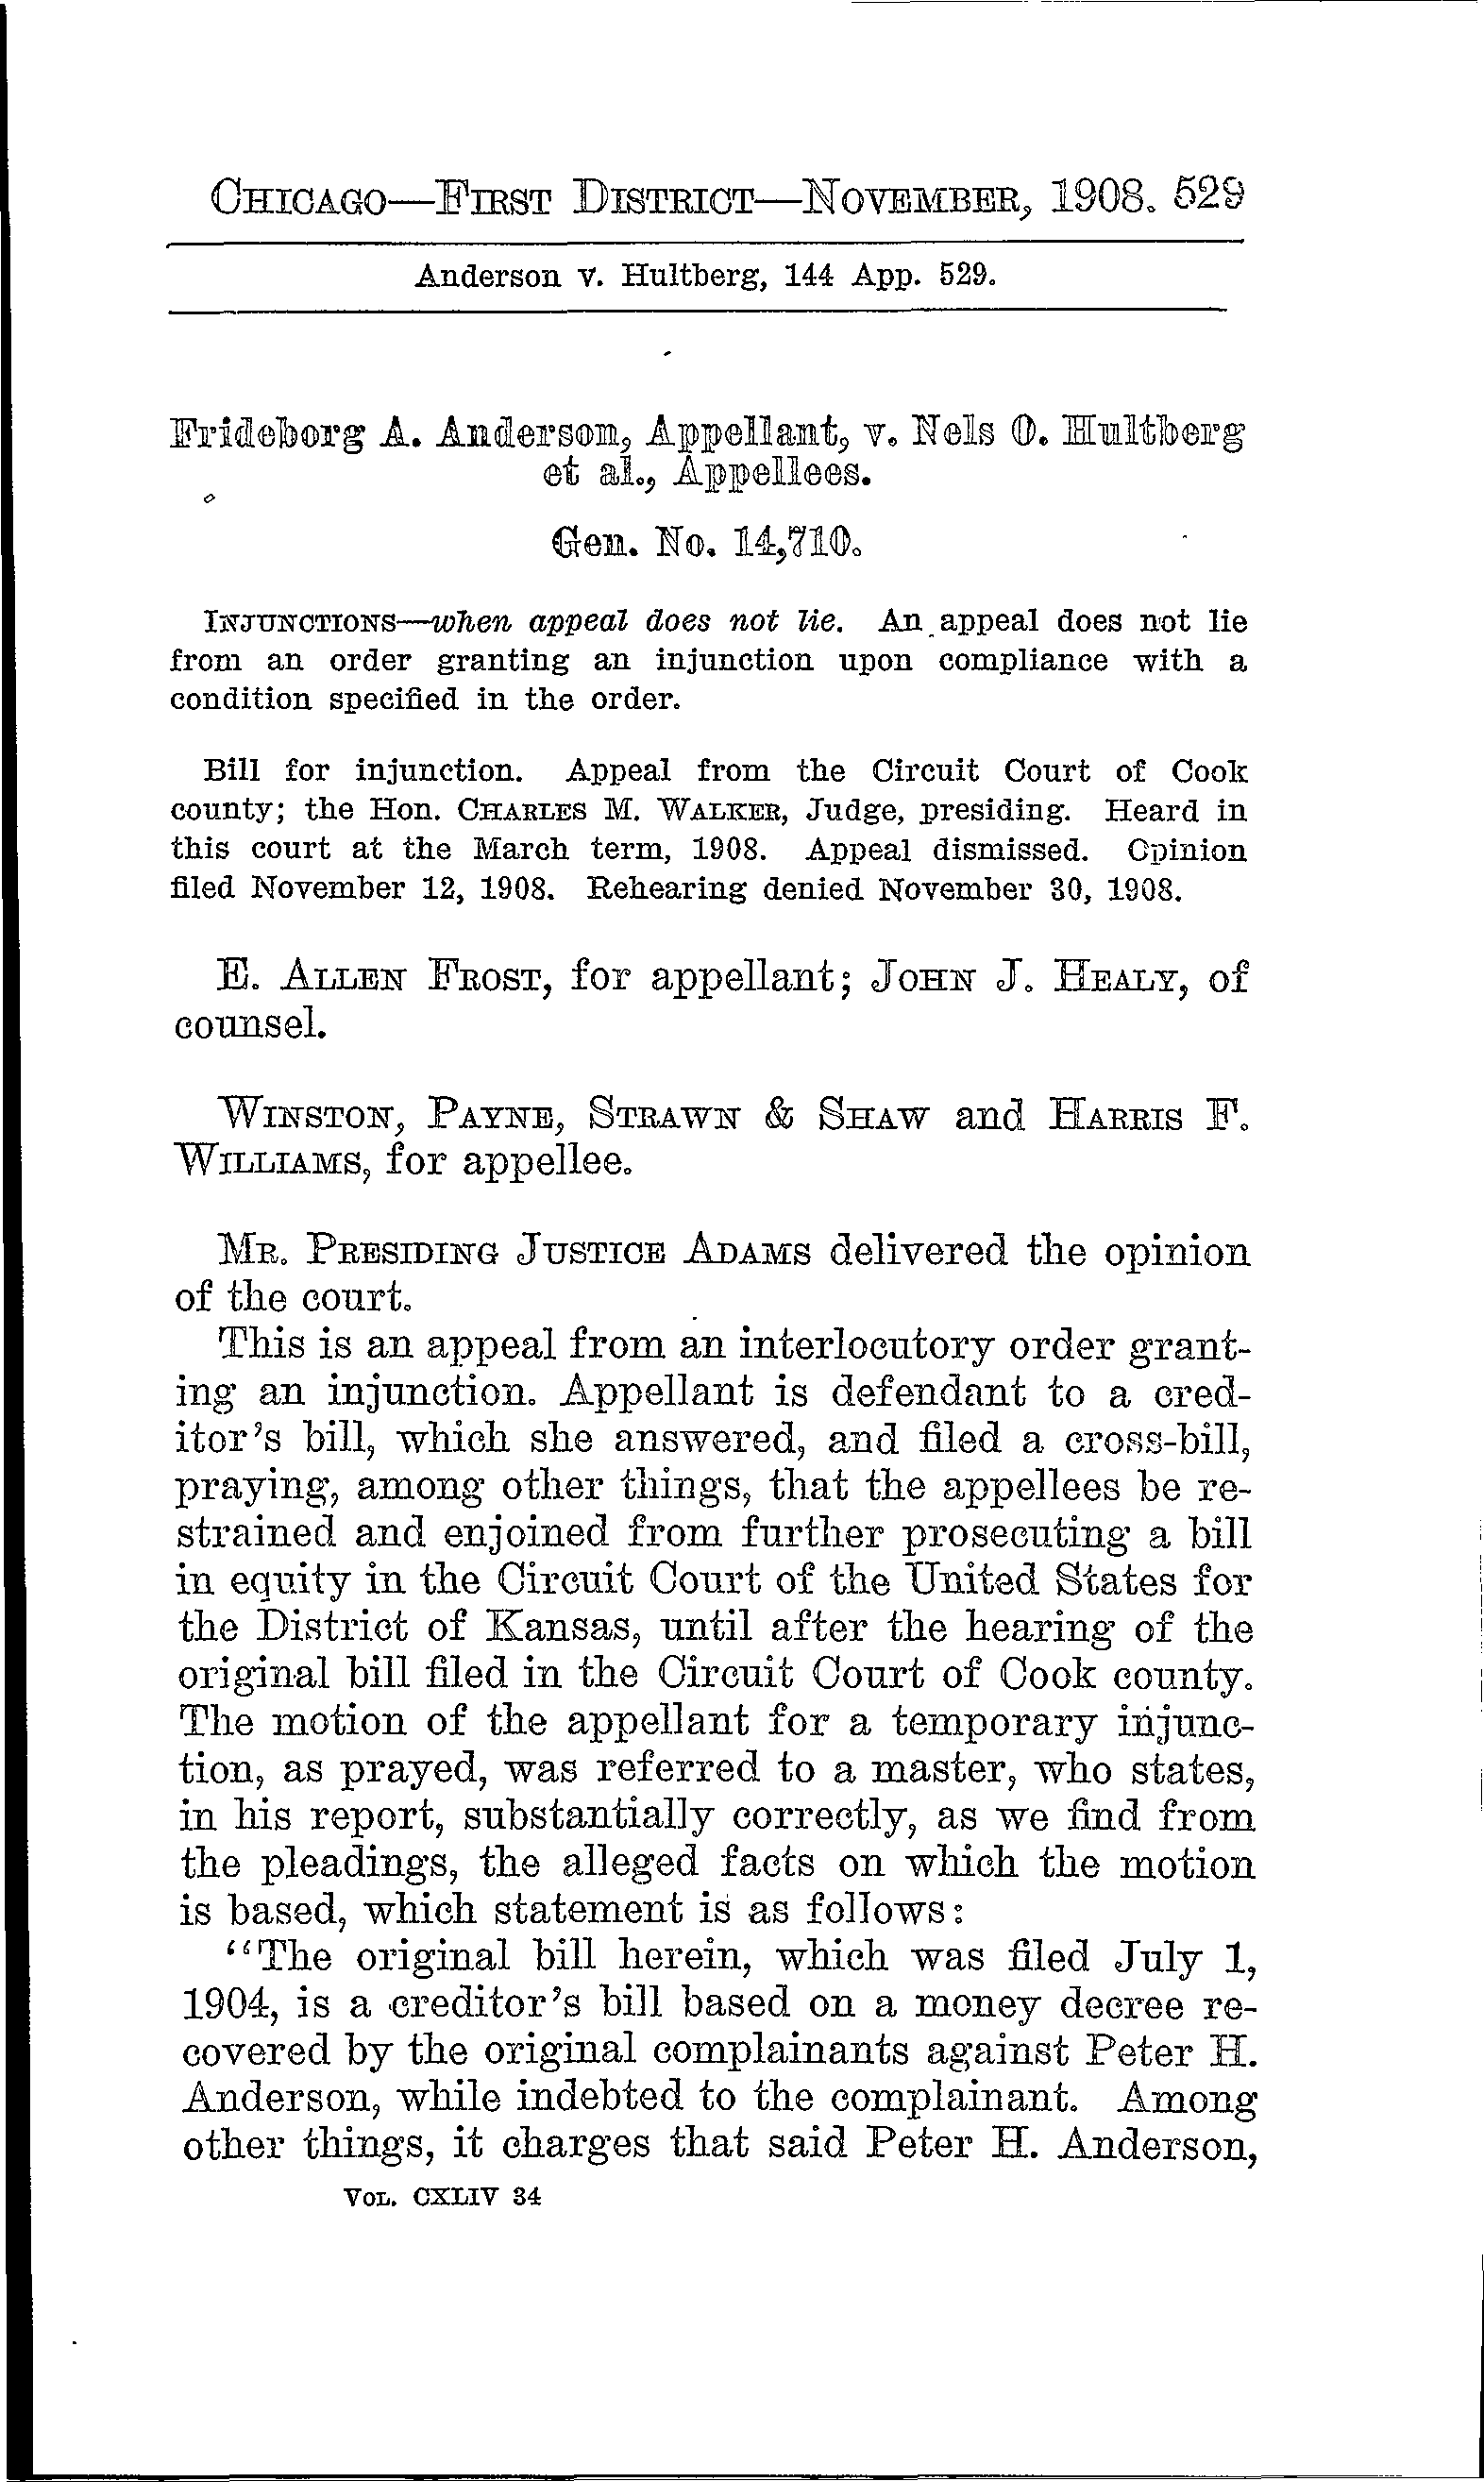 CHICAGO—FIRST DISTRICT—NOVEMBER, 1908. 529
Anderson v. Hultberg, 144 App. 529.
Frideborg A. Anderson, Appellant, v. Nels O. Hultberg
et al., Appellees.
Gen. No. 14,710.
INJUNCTIONS—when appeal does not lie. An appeal does not lie
from an order granting an injunction upon compliance with a
condition specified in the order.
Bill for injunction. Appeal from the Circuit Court of Cook
county; the Hon. CHARLES M. WALKER, Judge, presiding. Heard in
this court at the March term, 1908. Appeal dismissed. Opinion
filed November 12, 1908. Rehearing denied November 30, 1908.
E. ALLEN FROST, for appellant; JOHN J. HEALY, of
counsel.
WINSTON, PAYNE, STRAWN & SHAW and HARRIS F.
WILLIAMS, for appellee.
MR. PRESIDING JUSTICE ADAMS delivered the opinion
of the court.
This is an appeal from an interlocutory order grant-
ing an injunction. Appellant is defendant to a cred-
itor's bill, which she answered, and filed a cross-bill,
praying, among other things, that the appellees be re-
strained and enjoined from further prosecuting a bill
in equity in the Circuit Court of the United States for
the District of Kansas, until after the hearing of the
original bill filed in the Circuit Court of Cook county.
The motion of the appellant for a temporary injunc-
tion, as prayed, was referred to a master, who states,
in his report, substantially correctly, as we find from
the pleadings, the alleged facts on which the motion
is based, which statement is as follows:
"The original bill herein, which was filed July 1,
1904, is a creditor's bill based on a money decree re-
covered by the original complainants against Peter H.
Anderson, while indebted to the complainant. Among
other things, it charges that said Peter H. Anderson,
VOL. CXLIV 34